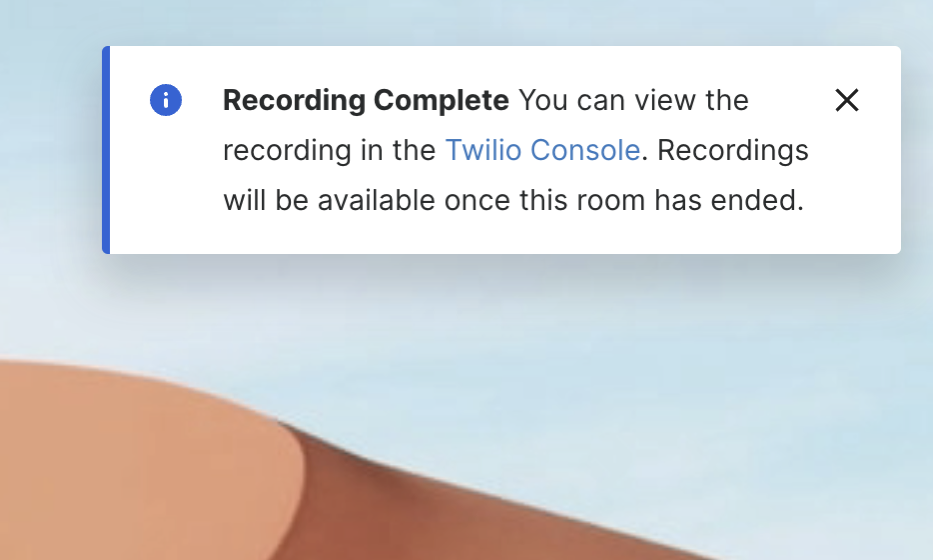 Recording Complete You can view the
recording in the Twilio Console. Recordings
will be available once this room has ended.